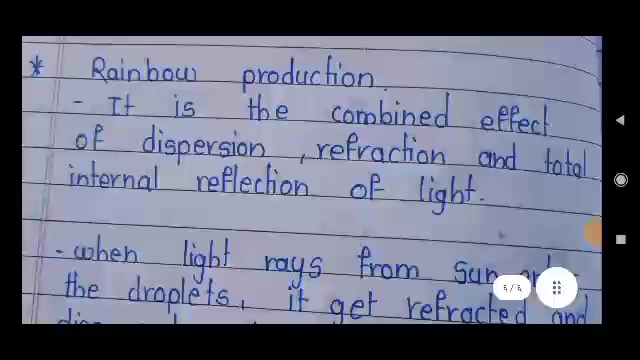 * Rainbow production.
- It is the combined effect
of dispersion, refraction and total
internal reflection of light.
- when light rays from sun
the droplets, it get refracted and